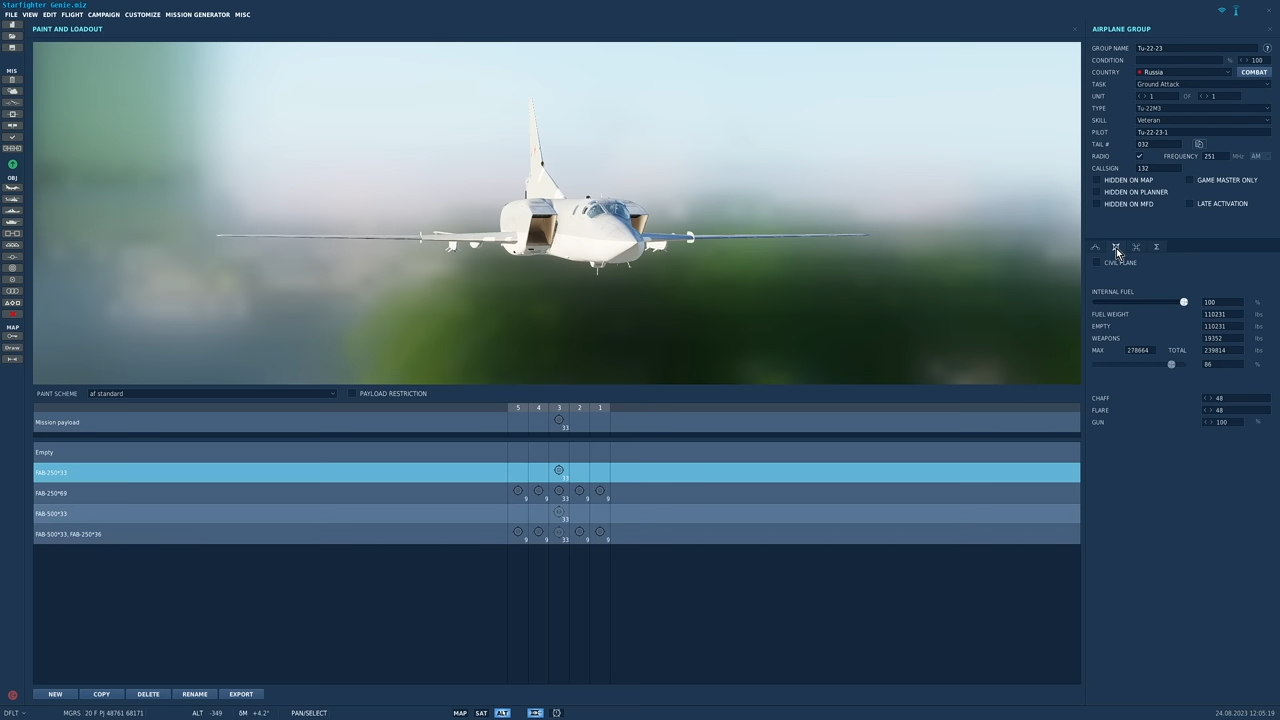 Starfighter Genie.miz
FILE VIEW EDIT FLIGHT CAMPAIGN CUSTOMIZE MISSION GENERATOR MISC
PAINT AND LOADOUT
AIRPLANE GROUP
GROUP NAME Tu-22-23 ?
CONDITION % < > 100
COUNTRY Russia COMBAT
TASK Ground Attack
MIS
UNIT < > 1 OF < > 1
TYPE Tu-22M3
SKILL Veteran
PILOT Tu-22-23-1
TAIL # 032
RADIO FREQUENCY 251 MHz AM
CALLSIGN 132
OBJ
HIDDEN ON MAP GAME MASTER ONLY
HIDDEN ON PLANNER
HIDDEN ON MFD LATE ACTIVATION
Σ
CIVIL PLANE
INTERNAL FUEL
100 %
FUEL WEIGHT 110231 lbs
EMPTY 110231 lbs
MAP
WEAPONS 19352 lbs
Draw
MAX 278664 TOTAL 239814 lbs
86 %
PAINT SCHEME af standard PAYLOAD RESTRICTION
CHAFF < > 48
FLARE < > 48
GUN < > 100 %
5 4 3 2 1
Mission payload 33
Empty
FAB-250*33 33
FAB-250*69 9 9 33 9 9
FAB-500*33 33
FAB-500*33, FAB-250*36 9 9 33 9 9
NEW COPY DELETE RENAME EXPORT
DFLT MGRS 20 F PJ 48761 68171 ALT -349 δM +4.2° PAN/SELECT MAP SAT ALT 24.08.2023 12:05:19